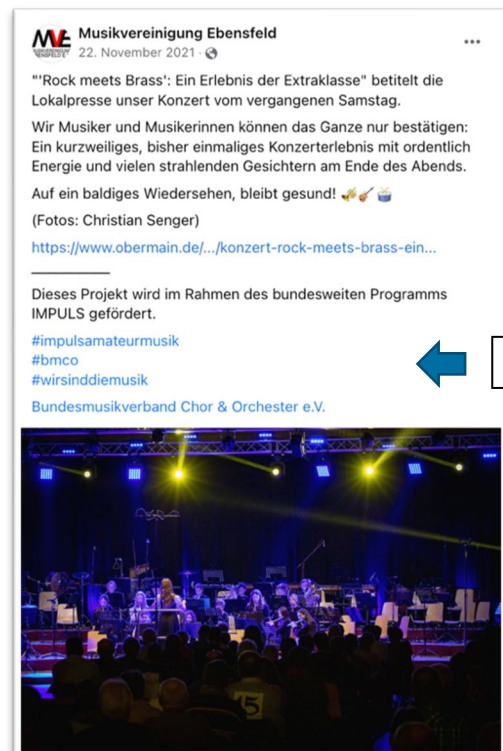 MVE
Musikvereinigung Ebensfeld
22. November 2021 ·
"'Rock meets Brass': Ein Erlebnis der Extraklasse" betitelt die
Lokalpresse unser Konzert vom vergangenen Samstag.
Wir Musiker und Musikerinnen können das Ganze nur bestätigen:
Ein kurzweiliges, bisher einmaliges Konzerterlebnis mit ordentlich
Energie und vielen strahlenden Gesichtern am Ende des Abends.
Auf ein baldiges Wiedersehen, bleibt gesund! 🎺🎸🥁
(Fotos: Christian Senger)
https://www.obermain.de/.../konzert-rock-meets-brass-ein...
___________
Dieses Projekt wird im Rahmen des bundesweiten Programms
IMPULS gefördert.
#impulsamateurmusik
#bmco
#wirsinddiemusik
Bundesmusikverband Chor & Orchester e.V.
15